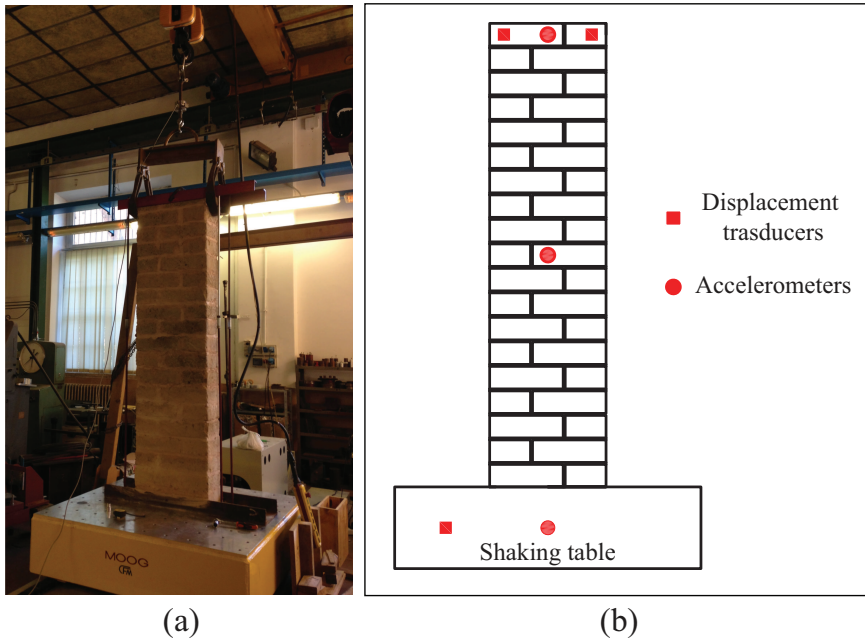 MOOG
Displacement
trasducers
Accelerometers
Shaking table
(a)
(b)